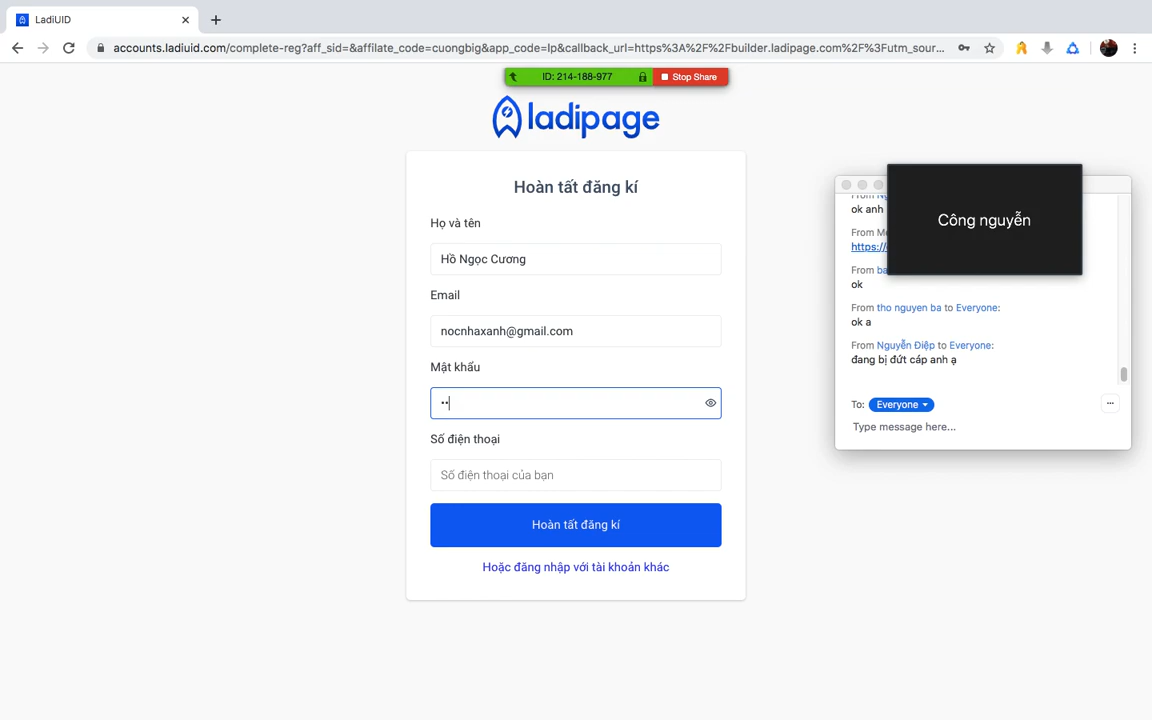 LadiUID
accounts.ladiuid.com/complete-reg?aff_sid=&affilate_code=cuongbig&app_code=lp&callback_url=https%3A%2F%2Fbuilder.ladipage.com%2F%3Futm_sour...
ID: 214-188-977
Stop Share
ladipage
Hoàn tất đăng kí
Họ và tên
Hồ Ngọc Cương
Email
nocnhaxanh@gmail.com
Mật khẩu
Số điện thoại
Số điện thoại của bạn
Hoàn tất đăng kí
Hoặc đăng nhập với tài khoản khác
Công nguyễn
ok anh
From
https://
From
ok
From tho nguyen ba to Everyone:
ok a
From Nguyễn Điệp to Everyone:
đang bị đứt cáp anh ạ
To: Everyone
Type message here...